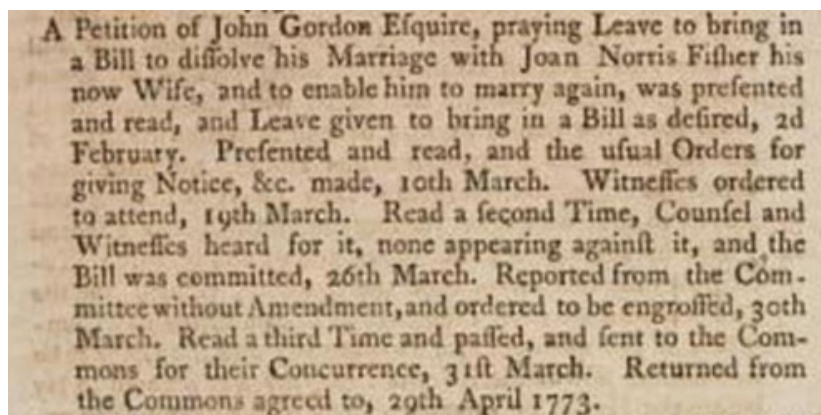 A Petition of John Gordon Eſquire, praying Leave to bring in
a Bill to diſſolve his Marriage with Joan Norris Fiſher his
now Wife, and to enable him to marry again, was preſented
and read, and Leave given to bring in a Bill as deſired, 2d
February. Preſented and read, and the uſual Orders for
giving Notice, &c. made, 10th March. Witneſſes ordered
to attend, 19th March. Read a ſecond Time, Counſel and
Witneſſes heard for it, none appearing againſt it, and the
Bill was committed, 26th March. Reported from the Com-
mittee without Amendment, and ordered to be engroſſed, 30th
March. Read a third Time and paſſed, and ſent to the Com-
mons for their Concurrence, 31ſt March. Returned from
the Commons agreed to, 29th April 1773.